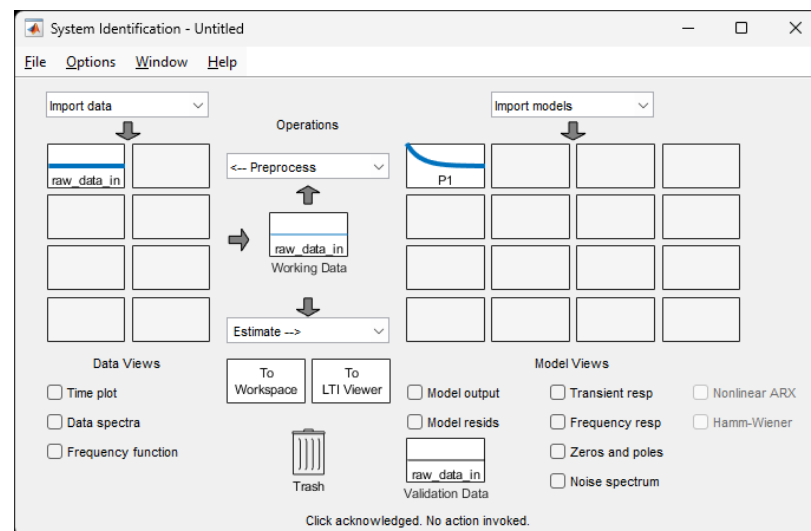 System Identification - Untitled
File Options Window Help
Import data
Import models
Operations
raw_data_in
<-- Preprocess
P1
raw_data_in
Working Data
Estimate -->
Data Views
Model Views
To
Workspace
To
LTI Viewer
Time plot
Data spectra
Frequency function
Model output
Model resids
Transient resp
Frequency resp
Zeros and poles
Noise spectrum
Nonlinear ARX
Hamm-Wiener
Trash
raw_data_in
Validation Data
Click acknowledged. No action invoked.